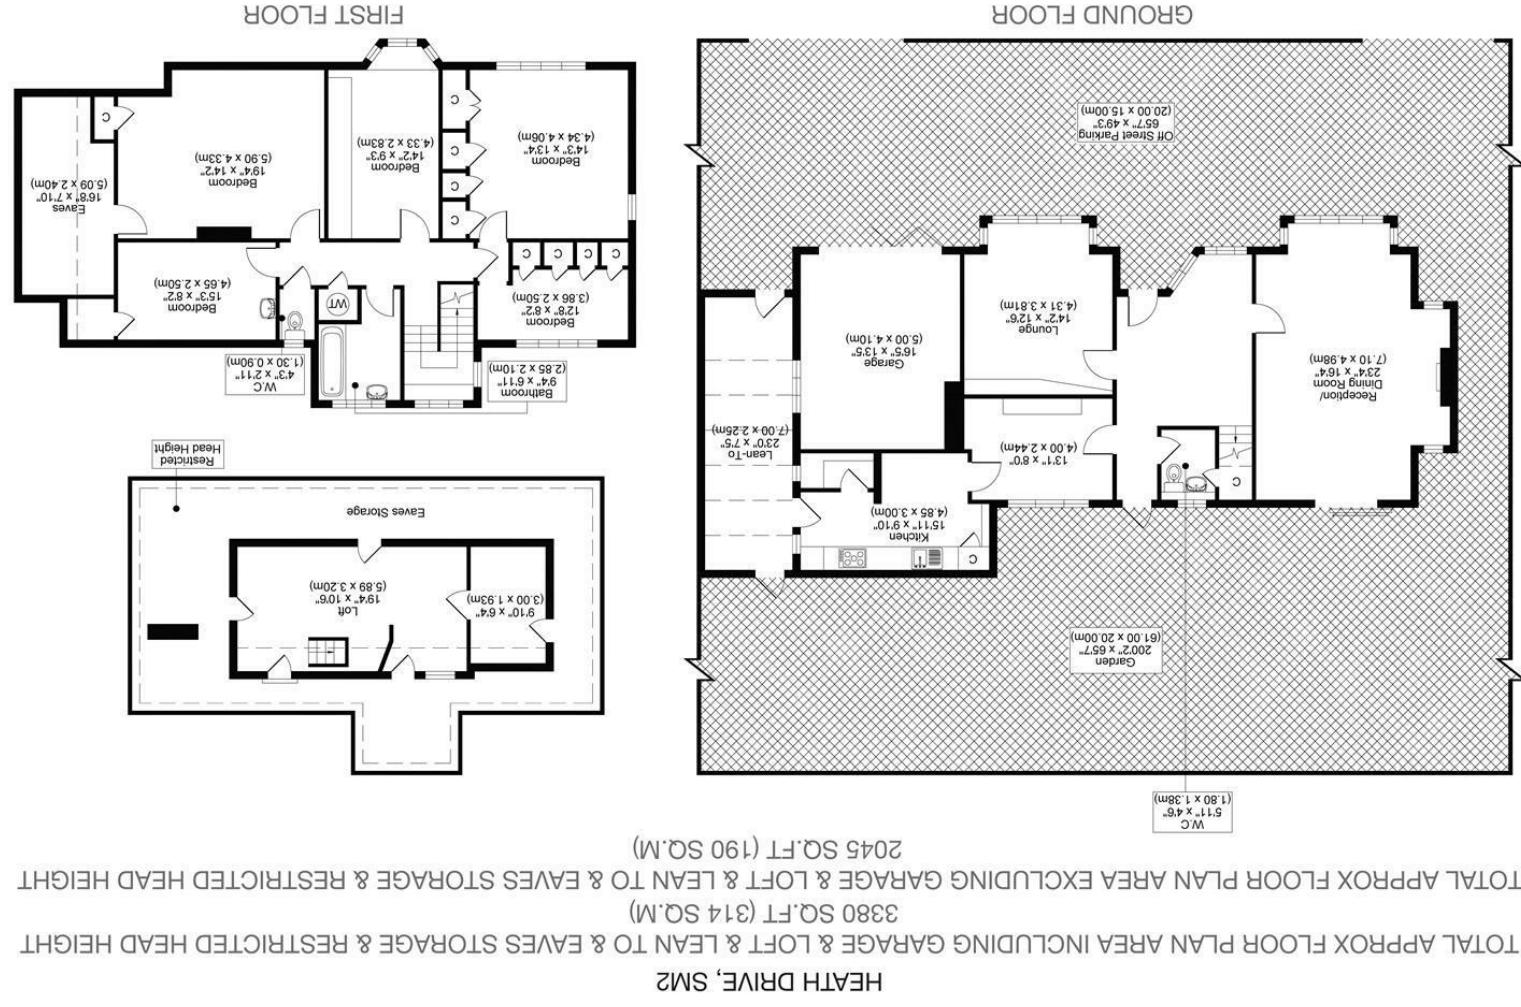 HEATH DRIVE, SM2
TOTAL APPROX FLOOR PLAN AREA INCLUDING GARAGE & LOFT & LEAN TO & EAVES STORAGE & RESTRICTED HEAD HEIGHT
3380 SQ.FT (314 SQ.M)
TOTAL APPROX FLOOR PLAN AREA EXCLUDING GARAGE & LOFT & LEAN TO & EAVES STORAGE & RESTRICTED HEAD HEIGHT
2045 SQ.FT (190 SQ.M)
W.C
5'11" x 4'6"
(1.80 x 1.38m)
Garden
200'2" x 65'7"
(61.00 x 20.00m)
C
Kitchen
15'11" x 9'10"
(4.85 x 3.00m)
C
13'1" x 8'0"
(4.00 x 2.44m)
Lean-To
23'0" x 7'5"
(7.00 x 2.25m)
Reception/
Dining Room
23'4" x 16'4"
(7.10 x 4.98m)
Garage
16'5" x 13'5"
(5.00 x 4.10m)
Lounge
14'2" x 12'6"
(4.31 x 3.81m)
Off Street Parking
65'7" x 49'3"
(20.00 x 15.00m)
GROUND FLOOR
9'10" x 6'4"
(3.00 x 1.93m)
Loft
19'4" x 10'6"
(5.89 x 3.20m)
Eaves Storage
Restricted
Head Height
Bathroom
9'4" x 6'11"
(2.85 x 2.10m)
W.C
4'3" x 2'11"
(1.30 x 0.90m)
Bedroom
12'8" x 8'2"
(3.86 x 2.50m)
WT
Bedroom
15'3" x 8'2"
(4.65 x 2.50m)
C
C
C
C
C
C
C
C
Bedroom
14'3" x 13'4"
(4.34 x 4.06m)
Bedroom
14'2" x 9'3"
(4.33 x 2.83m)
Bedroom
19'4" x 14'2"
(5.90 x 4.33m)
Eaves
16'8" x 7'10"
(5.09 x 2.40m)
C
FIRST FLOOR